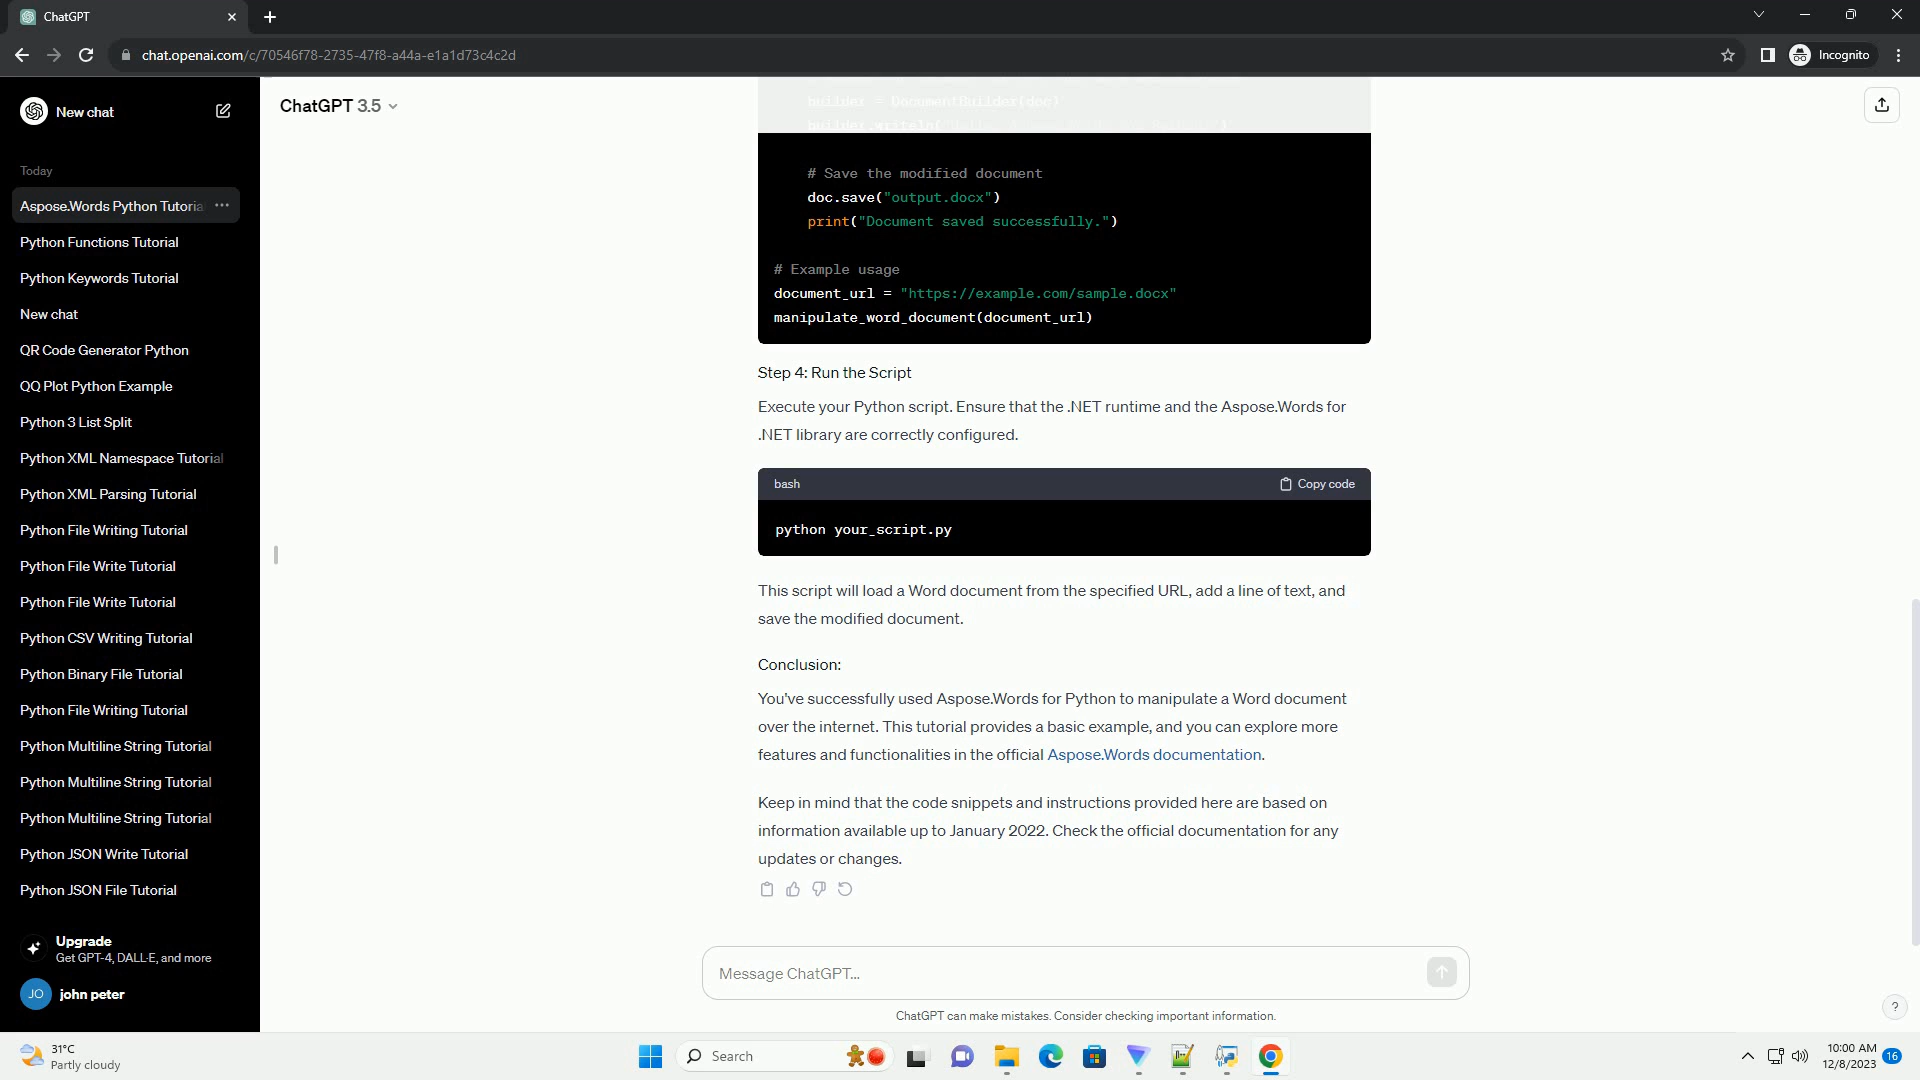 ChatGPT
chat.openai.com/c/70546f78-2735-47f8-a44a-e1a1d73c4c2d
Incognito
New chat
Today
Aspose.Words Python Tutoria
Python Functions Tutorial
Python Keywords Tutorial
New chat
QR Code Generator Python
QQ Plot Python Example
Python 3 List Split
Python XML Namespace Tutorial
Python XML Parsing Tutorial
Python File Writing Tutorial
Python File Write Tutorial
Python File Write Tutorial
Python CSV Writing Tutorial
Python Binary File Tutorial
Python File Writing Tutorial
Python Multiline String Tutorial
Python Multiline String Tutorial
Python Multiline String Tutorial
Python JSON Write Tutorial
Python JSON File Tutorial
Upgrade
Get GPT-4, DALL·E, and more
JO john peter
ChatGPT 3.5
builder = DocumentBuilder(doc)
# Save the modified document
doc.save("output.docx")
print("Document saved successfully.")
# Example usage
document_url = "https://example.com/sample.docx"
manipulate_word_document(document_url)
Step 4: Run the Script
Execute your Python script. Ensure that the .NET runtime and the Aspose.Words for
.NET library are correctly configured.
bash Copy code
python your_script.py
This script will load a Word document from the specified URL, add a line of text, and
save the modified document.
Conclusion:
You've successfully used Aspose.Words for Python to manipulate a Word document
over the internet. This tutorial provides a basic example, and you can explore more
features and functionalities in the official Aspose.Words documentation.
Keep in mind that the code snippets and instructions provided here are based on
information available up to January 2022. Check the official documentation for any
updates or changes.
Message ChatGPT...
ChatGPT can make mistakes. Consider checking important information.
?
31°C
Partly cloudy
Search
10:00 AM
12/8/2023
16